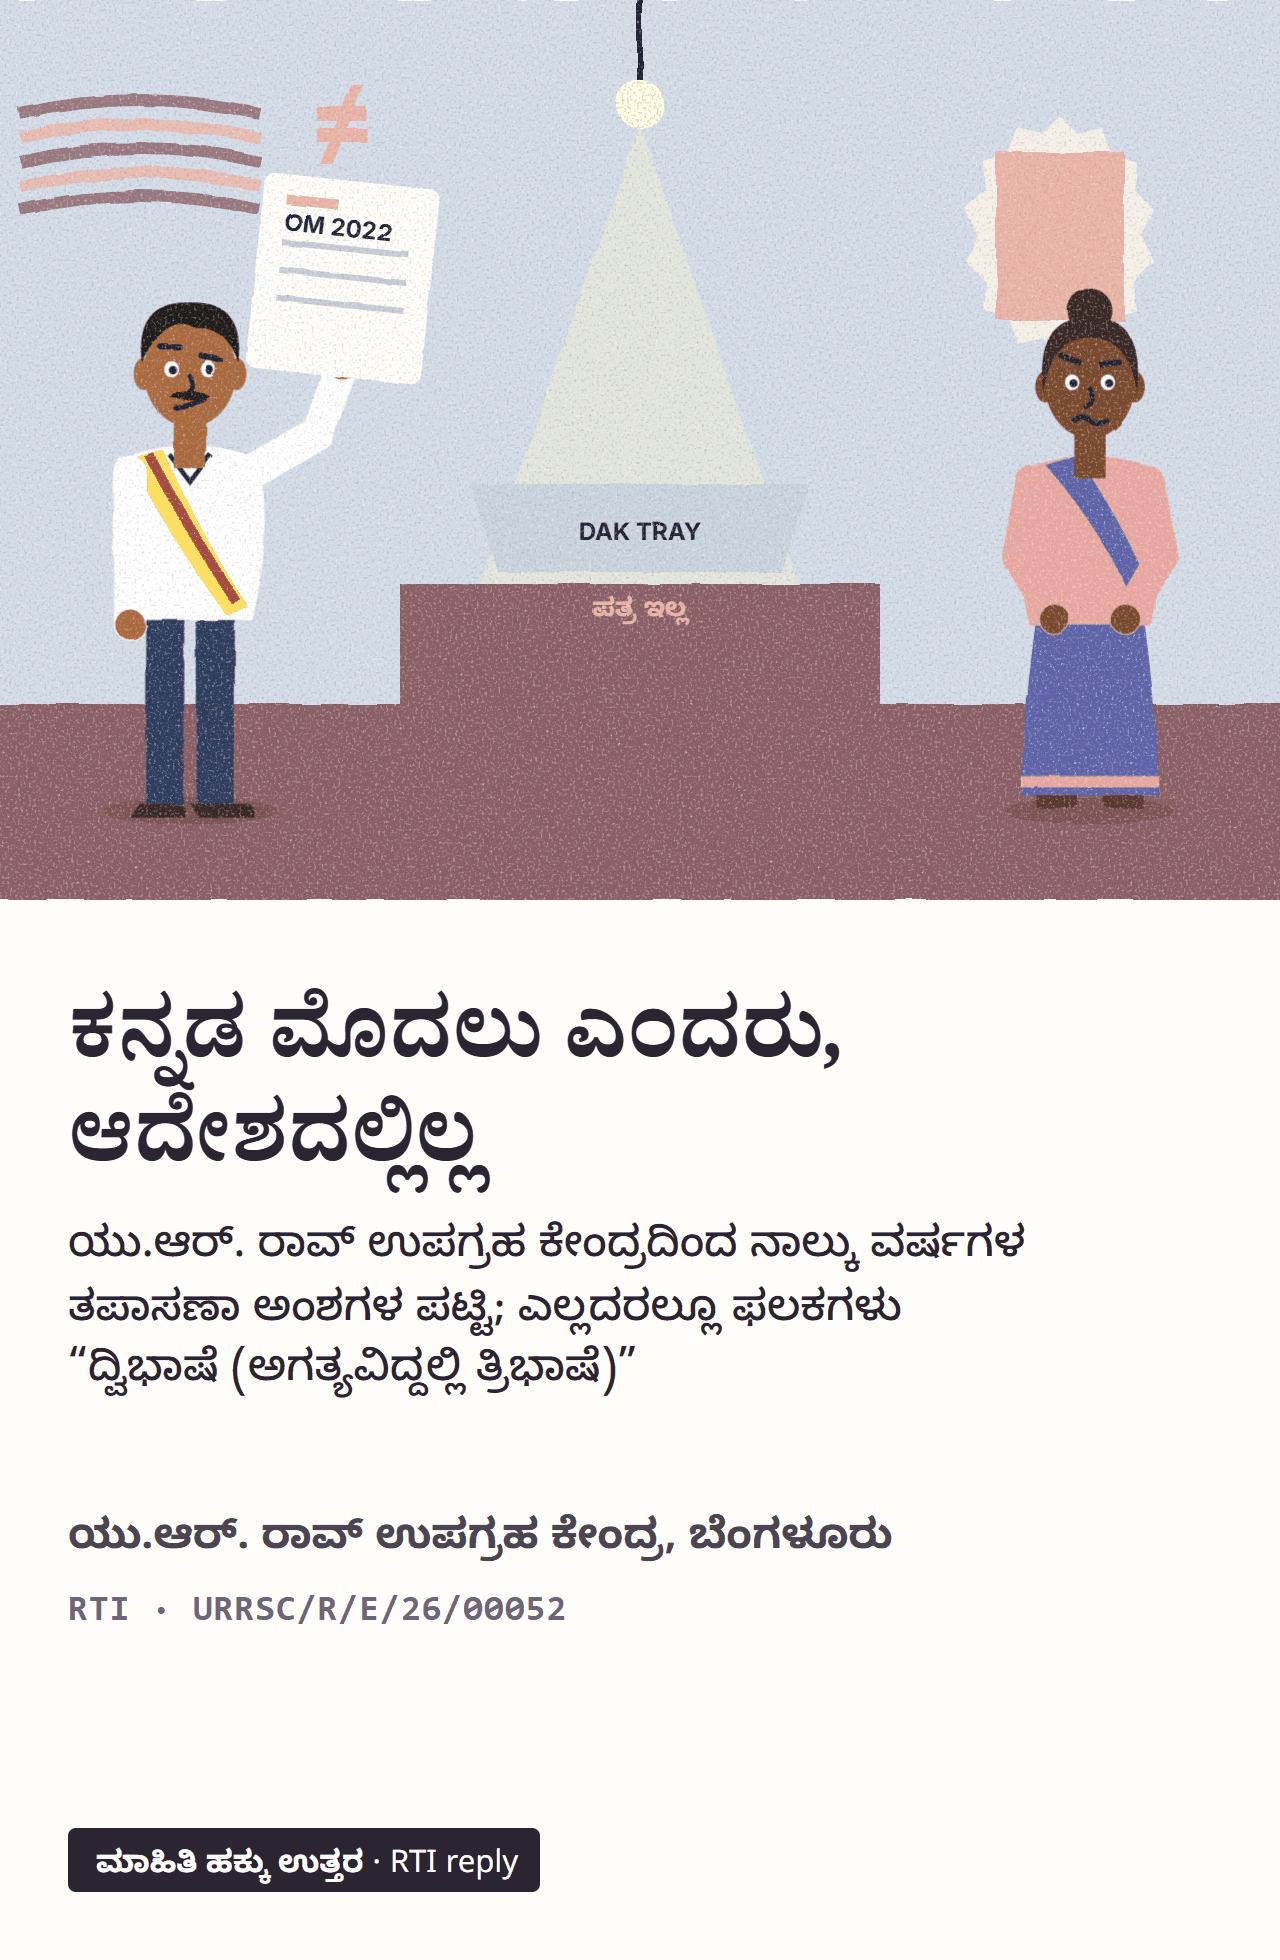 ≠
OM 2022
DAK TRAY
ಪತ್ರ ಇಲ್ಲ
ಕನ್ನಡ ಮೊದಲು ಎಂದರು,
ಆದೇಶದಲ್ಲಿಲ್ಲ
ಯು.ಆರ್. ರಾವ್ ಉಪಗ್ರಹ ಕೇಂದ್ರದಿಂದ ನಾಲ್ಕು ವರ್ಷಗಳ
ತಪಾಸಣಾ ಅಂಶಗಳ ಪಟ್ಟಿ; ಎಲ್ಲದರಲ್ಲೂ ಫಲಕಗಳು
“ದ್ವಿಭಾಷೆ (ಅಗತ್ಯವಿದ್ದಲ್ಲಿ ತ್ರಿಭಾಷೆ)”
ಯು.ಆರ್. ರಾವ್ ಉಪಗ್ರಹ ಕೇಂದ್ರ, ಬೆಂಗಳೂರು
RTI · URRSC/R/E/26/00052
ಮಾಹಿತಿ ಹಕ್ಕು ಉತ್ತರ · RTI reply